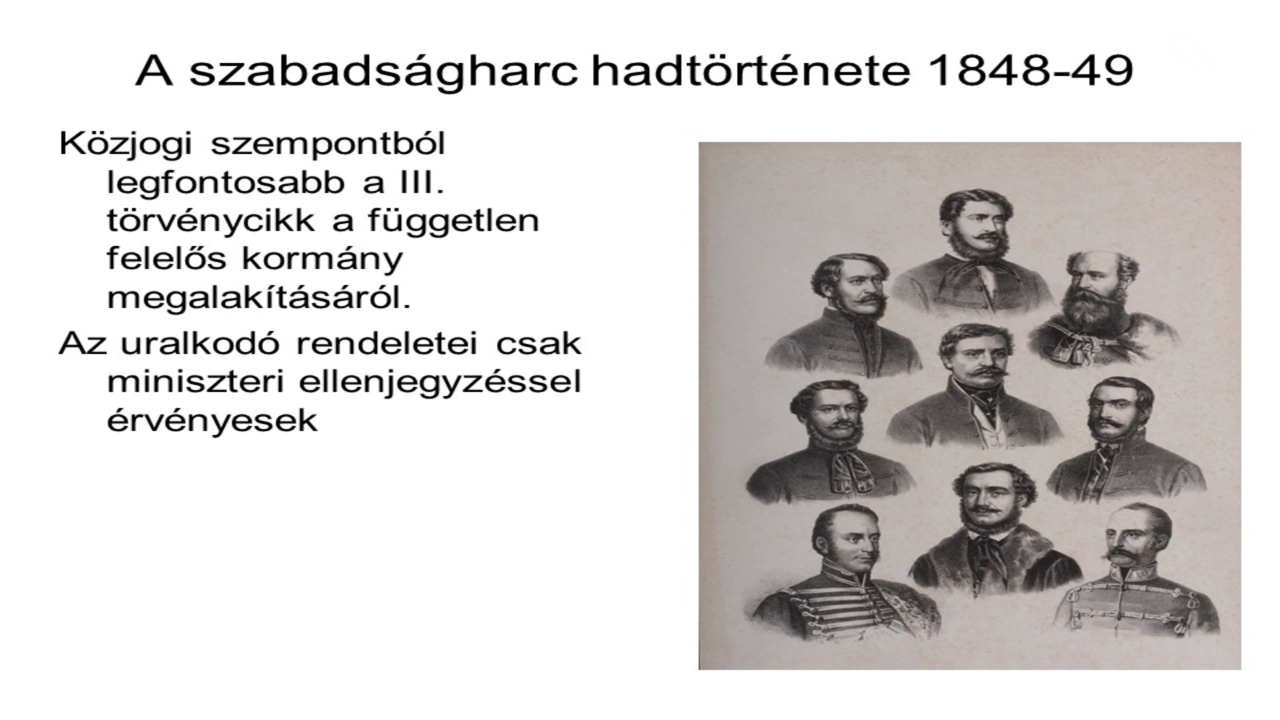 A szabadságharc hadtörténete 1848-49
Közjogi szempontból
legfontosabb a III.
törvénycikk a független
felelős kormány
megalakításáról.
Az uralkodó rendeletei csak
miniszteri ellenjegyzéssel
érvényesek